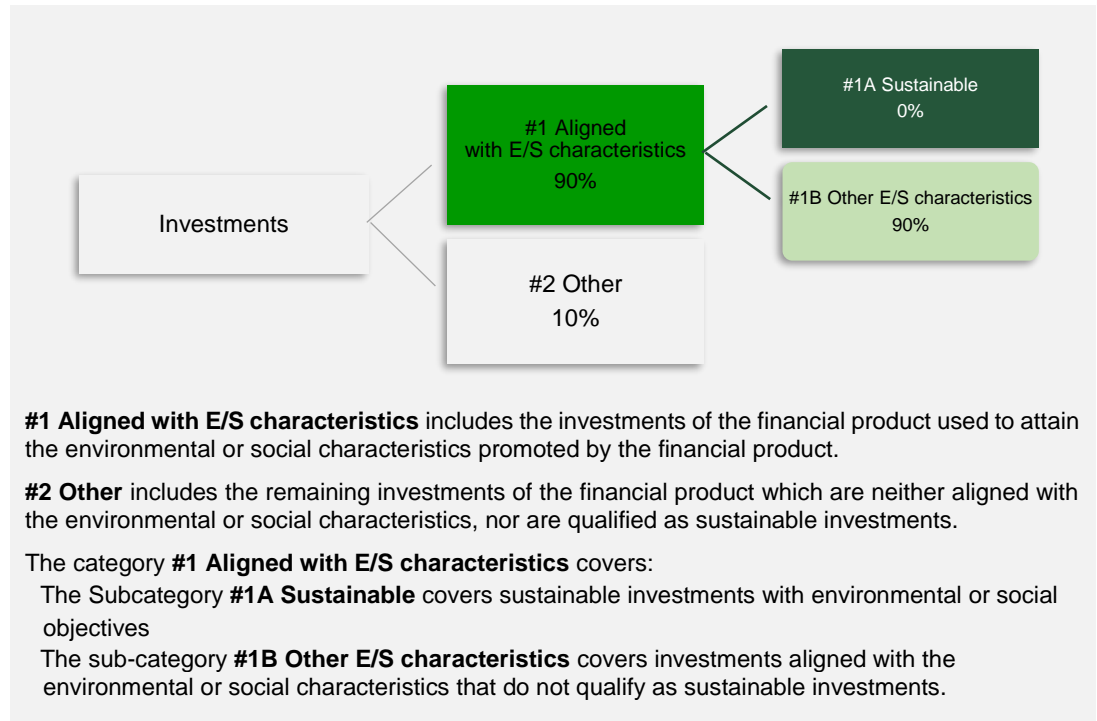 #1A Sustainable
0%
#1 Aligned
with E/S characteristics
90%
#1B Other E/S characteristics
90%
Investments
#2 Other
10%
#1 Aligned with E/S characteristics includes the investments of the financial product used to attain
the environmental or social characteristics promoted by the financial product.
#2 Other includes the remaining investments of the financial product which are neither aligned with
the environmental or social characteristics, nor are qualified as sustainable investments.
The category #1 Aligned with E/S characteristics covers:
The Subcategory #1A Sustainable covers sustainable investments with environmental or social
objectives
The sub-category #1B Other E/S characteristics covers investments aligned with the
environmental or social characteristics that do not qualify as sustainable investments.